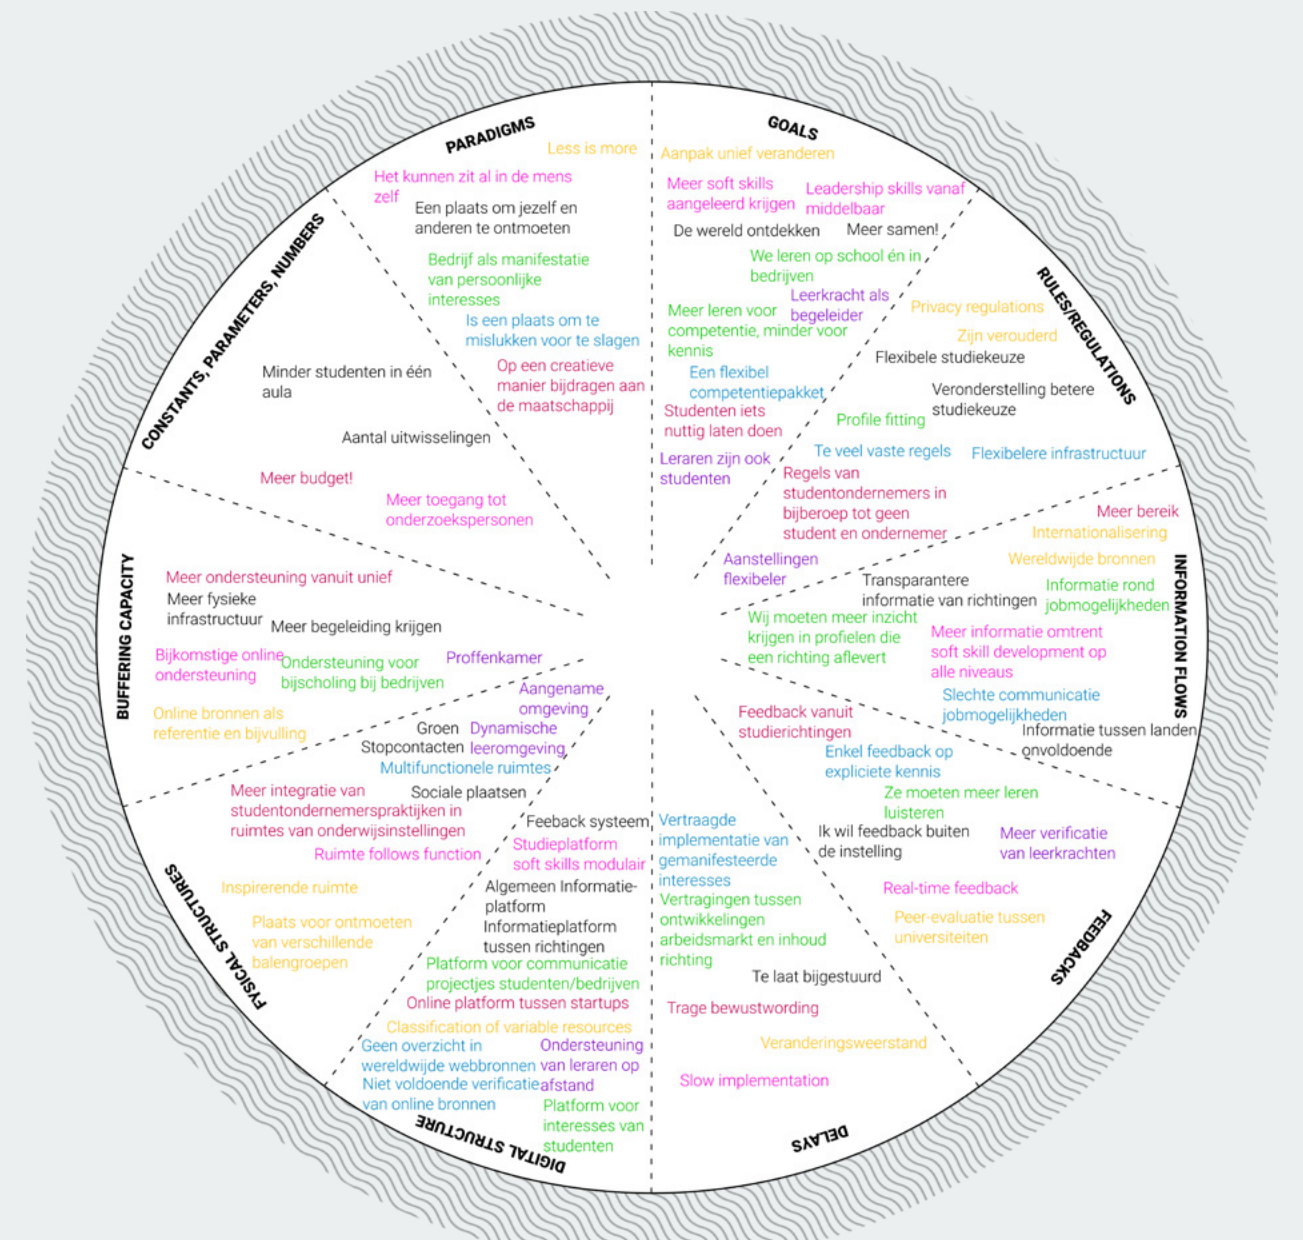 PARADIGMS
Less is more
Het kunnen zit al in de mens
zelf
Een plaats om jezelf en
anderen te ontmoeten
Bedrijf als manifestatie
van persoonlijke
interesses
Is een plaats om te
mislukken voor te slagen
Op een creatieve
manier bijdragen aan
de maatschappij
GOALS
Aanpak unief veranderen
Meer soft skills
aangeleerd krijgen
Leadership skills vanaf
middelbaar
De wereld ontdekken
Meer samen!
We leren op school én in
bedrijven
Leerkracht als
begeleider
Meer leren voor
competentie, minder voor
kennis
Een flexibel
competentiepakket
Studenten iets
nuttig laten doen
Leraren zijn ook
studenten
RULES/REGULATIONS
Privacy regulations
Zijn verouderd
Flexibele studiekeuze
Veronderstelling betere
studiekeuze
Profile fitting
Te veel vaste regels
Flexibelere infrastructuur
Regels van
studentondernemers in
bijberoep tot geen
student en ondernemer
Aanstellingen
flexibeler
INFORMATION FLOWS
Meer bereik
Internationalisering
Wereldwijde bronnen
Transparantere
informatie van richtingen
Informatie rond
jobmogelijkheden
Wij moeten meer inzicht
krijgen in profielen die
een richting aflevert
Meer informatie omtrent
soft skill development op
alle niveaus
Slechte communicatie
jobmogelijkheden
Informatie tussen landen
onvoldoende
FEEDBACKS
Feedback vanuit
studierichtingen
Enkel feedback op
expliciete kennis
Ze moeten meer leren
luisteren
Ik wil feedback buiten
de instelling
Meer verificatie
van leerkrachten
Real-time feedback
Peer-evaluatie tussen
universiteiten
DELAYS
Vertraagde
implementatie van
gemanifesteerde
interesses
Vertragingen tussen
ontwikkelingen
arbeidsmarkt en inhoud
richting
Te laat bijgestuurd
Trage bewustwording
Veranderingsweerstand
Slow implementation
DIGITAL STRUCTURE
Feeback systeem
Studieplatform
soft skills modulair
Algemeen Informatie-
platform
Informatieplatform
tussen richtingen
Platform voor communicatie
projectjes studenten/bedrijven
Online platform tussen startups
Classification of variable resources
Geen overzicht in
wereldwijde webbronnen
Niet voldoende verificatie
van online bronnen
Ondersteuning
van leraren op
afstand
Platform voor
interesses van
studenten
FYSICAL STRUCTURES
Aangename
omgeving
Groen
Dynamische
leeromgeving
Stopcontacten
Multifunctionele ruimtes
Sociale plaatsen
Meer integratie van
studentondernemerspraktijken in
ruimtes van onderwijsinstellingen
Ruimte follows function
Inspirerende ruimte
Plaats voor ontmoeten
van verschillende
balengroepen
BUFFERING CAPACITY
Meer ondersteuning vanuit unief
Meer fysieke
infrastructuur
Meer begeleiding krijgen
Bijkomstige online
ondersteuning
Ondersteuning voor
bijscholing bij bedrijven
Proffenkamer
Online bronnen als
referentie en bijvulling
CONSTANTS, PARAMETERS, NUMBERS
Minder studenten in één
aula
Aantal uitwisselingen
Meer budget!
Meer toegang tot
onderzoekspersonen